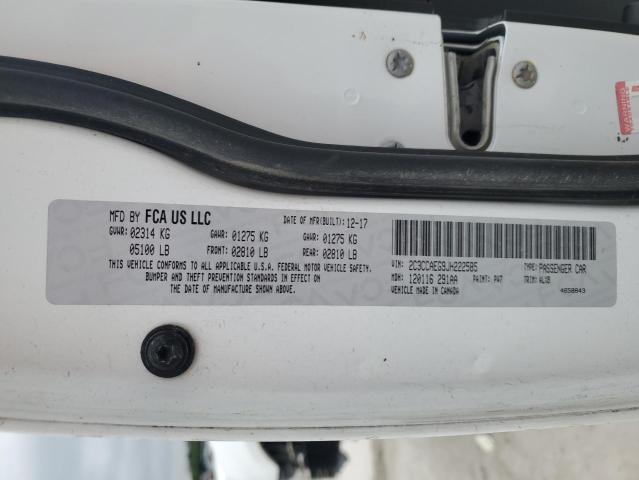 WARNING
MFD BY FCA US LLC
DATE OF MFR(BUILT): 12-17
GVWR: 02314 KG GAWR: 01275 KG GAWR: 01275 KG
05100 LB FRONT: 02810 LB REAR: 02810 LB
THIS VEHICLE CONFORMS TO ALL APPLICABLE U.S.A. FEDERAL MOTOR VEHICLE SAFETY,
BUMPER AND THEFT PREVENTION STANDARDS IN EFFECT ON
THE DATE OF MANUFACTURE SHOWN ABOVE.
VIN: 2C3CCAEG9JH222585 TYPE: PASSENGER CAR
MDH: 120116 291AA PAINT: PW7 TRIM: ALX9
VEHICLE MADE IN CANADA 4658843